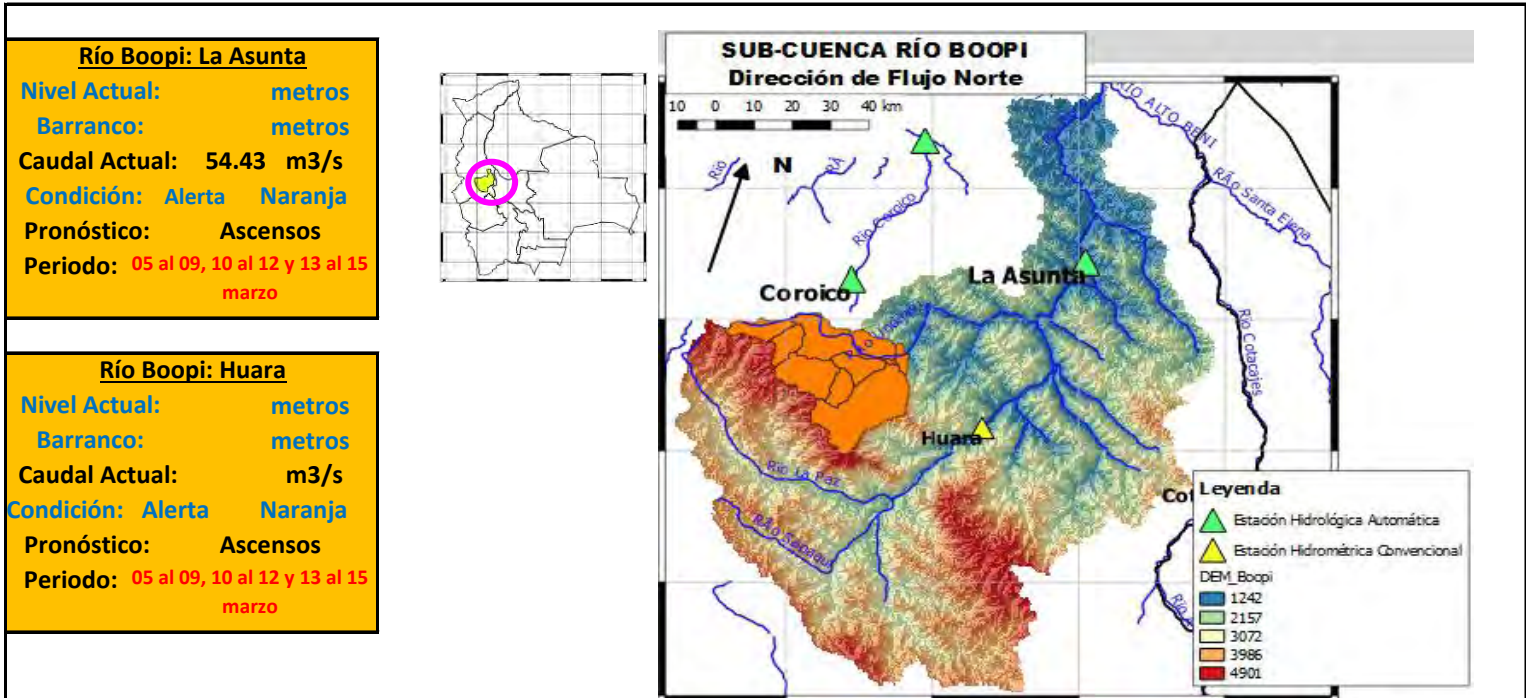 Río Boopi: La Asunta
Nivel Actual: metros
Barranco: metros
Caudal Actual: 54.43 m3/s
Condición: Alerta Naranja
Pronóstico: Ascensos
Periodo: 05 al 09, 10 al 12 y 13 al 15
marzo
Río Boopi: Huara
Nivel Actual: metros
Barranco: metros
Caudal Actual: m3/s
Condición: Alerta Naranja
Pronóstico: Ascensos
Periodo: 05 al 09, 10 al 12 y 13 al 15
marzo
SUB-CUENCA RÍO BOOPI
Dirección de Flujo Norte
10 0 10 20 30 40 km
N
RÍO ALTO BENI
Río
RÃ
RÃo Santa Elena
Río Coroico
La Asunta
Coroico
Río Cotacajes
Huara
Río La Paz
RÃo Sapaqui
Leyenda
Estación Hidrológica Automática
Estación Hidrométrica Convencional
DEM_Boopi
1242
2157
3072
3986
4901